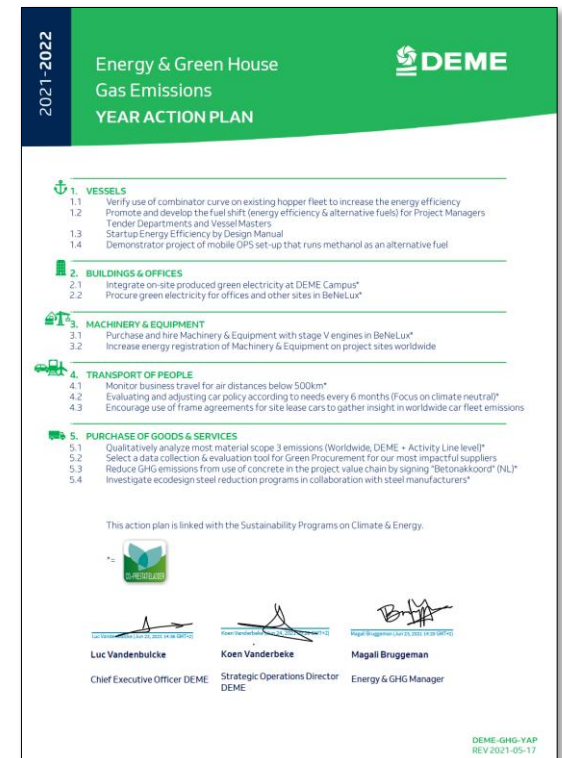 2021-2022
Energy & Green House
Gas Emissions
YEAR ACTION PLAN
DEME
1. VESSELS
1.1 Verify use of combinator curve on existing hopper fleet to increase the energy efficiency
1.2 Promote and develop the fuel shift (energy efficiency & alternative fuels) for Project Managers
Tender Departments and Vessel Masters
1.3 Startup Energy Efficiency by Design Manual
1.4 Demonstrator project of mobile OPS set-up that runs methanol as an alternative fuel
2. BUILDINGS & OFFICES
2.1 Integrate on-site produced green electricity at DEME Campus*
2.2 Procure green electricity for offices and other sites in BeNeLux*
3. MACHINERY & EQUIPMENT
3.1 Purchase and hire Machinery & Equipment with stage V engines in BeNeLux*
3.2 Increase energy registration of Machinery & Equipment on project sites worldwide
4. TRANSPORT OF PEOPLE
4.1 Monitor business travel for air distances below 500km*
4.2 Evaluating and adjusting car policy according to needs every 6 months (Focus on climate neutral)*
4.3 Encourage use of frame agreements for site lease cars to gather insight in worldwide car fleet emissions
5. PURCHASE OF GOODS & SERVICES
5.1 Qualitatively analyze most material scope 3 emissions (Worldwide, DEME + Activity Line level)*
5.2 Select a data collection & evaluation tool for Green Procurement for our most impactful suppliers
5.3 Reduce GHG emissions from use of concrete in the project value chain by signing "Betonakkoord" (NL)*
5.4 Investigate ecodesign steel reduction programs in collaboration with steel manufacturers*
This action plan is linked with the Sustainability Programs on Climate & Energy.
*=
CO₂-PRESTATIELADDER
Luc Vandenbulcke Koen Vanderbeke Magali Bruggeman
Chief Executive Officer DEME Strategic Operations Director Energy & GHG Manager
DEME
DEME-GHG-YAP
REV 2021-05-17